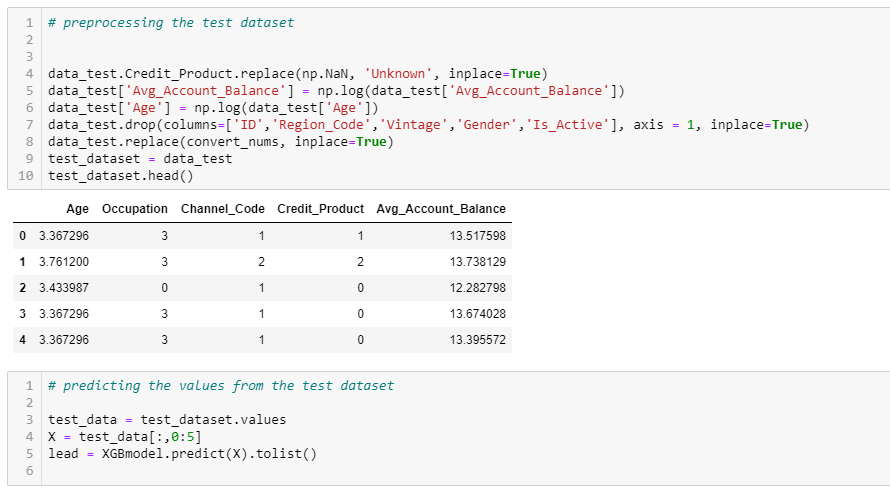 1 # preprocessing the test dataset
2
3
4 data_test.Credit_Product.replace(np.NaN, 'Unknown', inplace=True)
5 data_test['Avg_Account_Balance'] = np.log(data_test['Avg_Account_Balance'])
6 data_test['Age'] = np.log(data_test['Age'])
7 data_test.drop(columns=['ID','Region_Code','Vintage','Gender','Is_Active'], axis = 1, inplace=True)
8 data_test.replace(convert_nums, inplace=True)
9 test_dataset = data_test
10 test_dataset.head()
Age Occupation Channel_Code Credit_Product Avg_Account_Balance
0 3.367296 3 1 1 13.517598
1 3.761200 3 2 2 13.738129
2 3.433987 0 1 0 12.282798
3 3.367296 3 1 0 13.674028
4 3.367296 3 1 0 13.395572
1 # predicting the values from the test dataset
2
3 test_data = test_dataset.values
4 X = test_data[:,0:5]
5 lead = XGBmodel.predict(X).tolist()
6